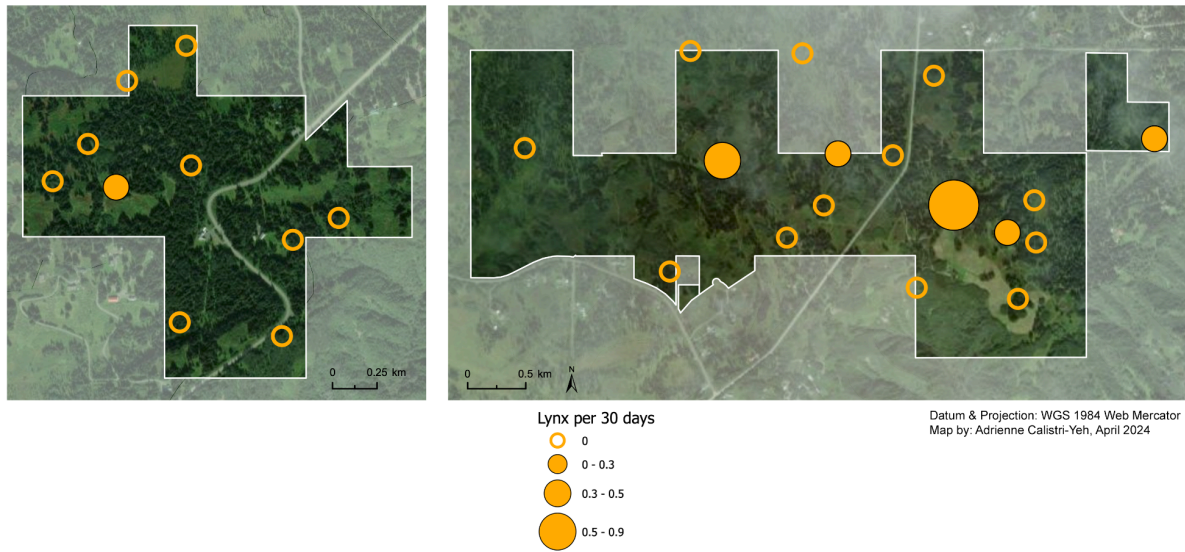 0 0.25 km
0 0.5 km
N
Lynx per 30 days
0
0 - 0.3
0.3 - 0.5
0.5 - 0.9
Datum & Projection: WGS 1984 Web Mercator
Map by: Adrienne Calistri-Yeh, April 2024